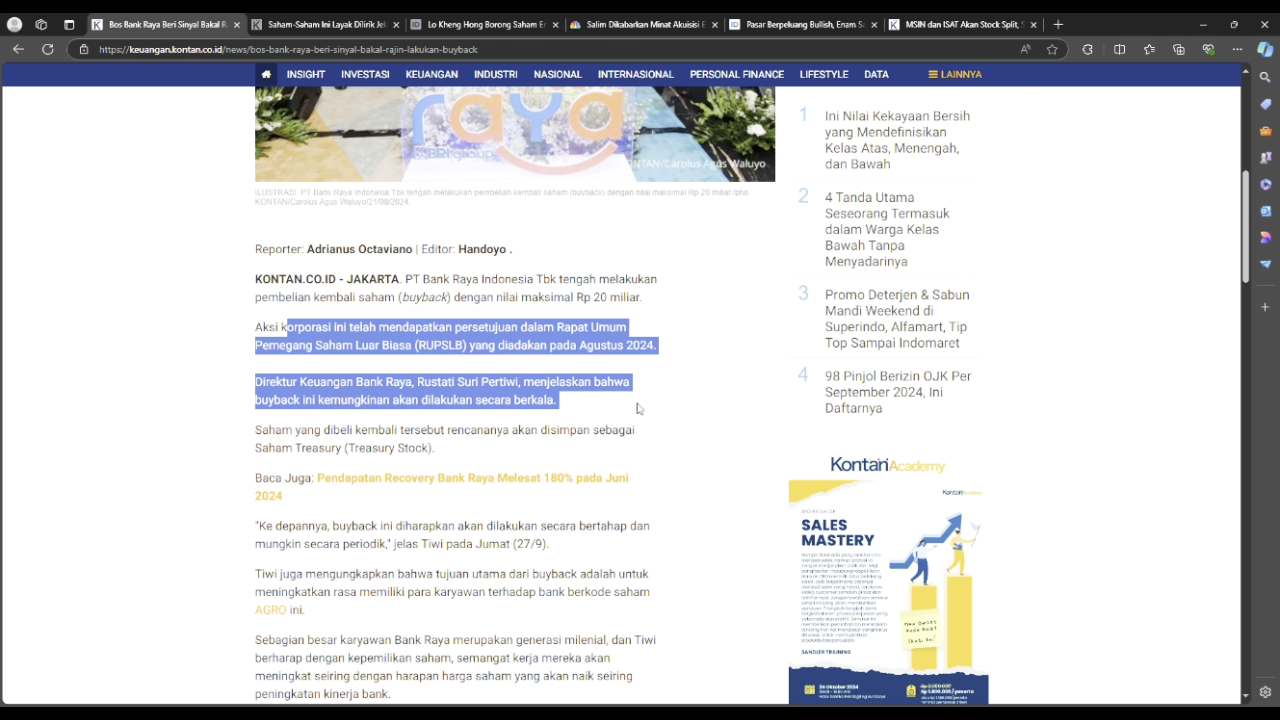 Bos Bank Raya Beri Sinyal Bakal R
Saham-Saham Ini Layak Dilirik Je
Lo Kheng Hong Borong Saham E
Salim Dikabarkan Minat Akuisisi E
Pasar Berpeluang Bullish, Enam S
MSIN dan ISAT Akan Stock Split, S
https://keuangan.kontan.co.id/news/bos-bank-raya-beri-sinyal-bakal-rajin-lakukan-buyback
INSIGHT INVESTASI KEUANGAN INDUSTRI NASIONAL INTERNASIONAL PERSONAL FINANCE LIFESTYLE DATA LAINNYA
raya
KONTAN/Carolus Agus Waluyo
ILUSTRASI. PT Bank Raya Indonesia Tbk tengah melakukan pembelian kembali saham (buyback) dengan nilai maksimal Rp 20 miliar./pho
KONTAN/Carolus Agus Waluyo/21/08/2024.
Reporter: Adrianus Octaviano | Editor: Handoyo .
KONTAN.CO.ID - JAKARTA. PT Bank Raya Indonesia Tbk tengah melakukan
pembelian kembali saham (buyback) dengan nilai maksimal Rp 20 miliar.
Aksi korporasi ini telah mendapatkan persetujuan dalam Rapat Umum
Pemegang Saham Luar Biasa (RUPSLB) yang diadakan pada Agustus 2024.
Direktur Keuangan Bank Raya, Rustati Suri Pertiwi, menjelaskan bahwa
buyback ini kemungkinan akan dilakukan secara berkala.
Saham yang dibeli kembali tersebut rencananya akan disimpan sebagai
Saham Treasury (Treasury Stock).
Baca Juga: Pendapatan Recovery Bank Raya Melesat 180% pada Juni
2024
"Ke depannya, buyback ini diharapkan akan dilakukan secara bertahap dan
mungkin secara periodik," jelas Tiwi pada Jumat (27/9).
Tiwi juga mengungkapkan bahwa tujuan utama dari buyback adalah untuk
meningkatkan rasa memiliki para karyawan terhadap bank berkode saham
AGRO ini.
Sebagian besar karyawan Bank Raya merupakan generasi milenial dan Tiwi
berharap dengan kepemilikan saham, semangat kerja mereka akan
meningkat seiring dengan harapan harga saham yang akan naik seiring
peningkatan kinerja bank.
1 Ini Nilai Kekayaan Bersih
yang Mendefinisikan
Kelas Atas, Menengah,
dan Bawah
2 4 Tanda Utama
Seseorang Termasuk
dalam Warga Kelas
Bawah Tanpa
Menyadarinya
3 Promo Deterjen & Sabun
Mandi Weekend di
Superindo, Alfamart, Tip
Top Sampai Indomaret
4 98 Pinjol Berizin OJK Per
September 2024, Ini
Daftarnya
Kontan Academy
SALES
MASTERY
SANDLER TRAINING